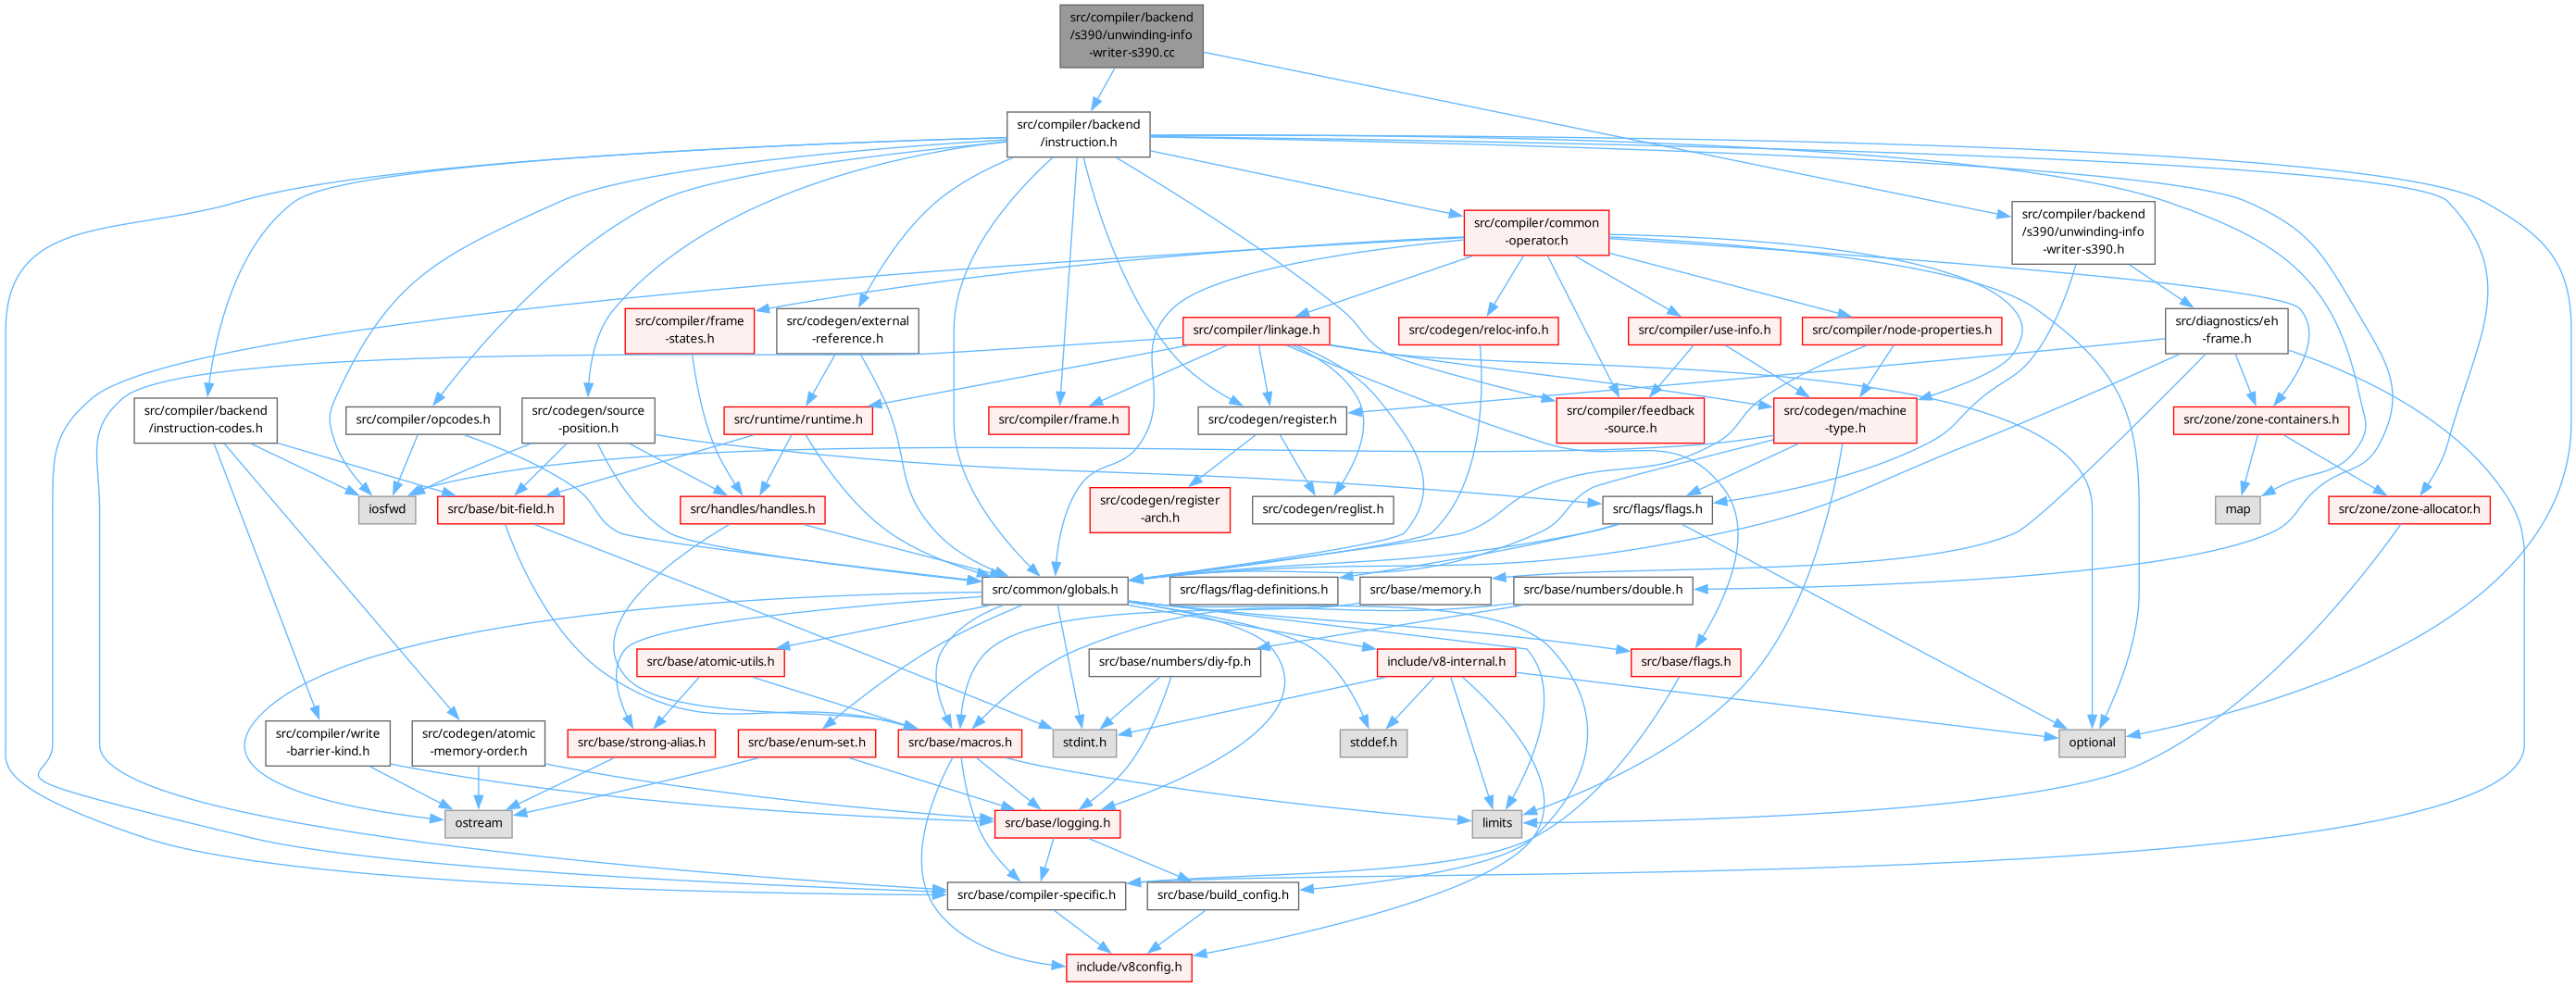 src/compiler/backend
/s390/unwinding-info
-writer-s390.cc
src/compiler/backend
/instruction.h
src/compiler/common
-operator.h
src/compiler/backend
/s390/unwinding-info
-writer-s390.h
src/compiler/frame
-states.h
src/codegen/external
-reference.h
src/compiler/linkage.h
src/codegen/reloc-info.h
src/compiler/use-info.h
src/compiler/node-properties.h
src/diagnostics/eh
-frame.h
src/compiler/backend
/instruction-codes.h
src/compiler/opcodes.h
src/codegen/source
-position.h
src/runtime/runtime.h
src/compiler/frame.h
src/codegen/register.h
src/compiler/feedback
-source.h
src/codegen/machine
-type.h
src/zone/zone-containers.h
iosfwd
src/base/bit-field.h
src/handles/handles.h
src/codegen/register
-arch.h
src/codegen/reglist.h
src/flags/flags.h
map
src/zone/zone-allocator.h
src/common/globals.h
src/flags/flag-definitions.h
src/base/memory.h
src/base/numbers/double.h
src/base/atomic-utils.h
src/base/numbers/diy-fp.h
include/v8-internal.h
src/base/flags.h
src/compiler/write
-barrier-kind.h
src/codegen/atomic
-memory-order.h
src/base/strong-alias.h
src/base/enum-set.h
src/base/macros.h
stdint.h
stddef.h
optional
ostream
src/base/logging.h
limits
src/base/compiler-specific.h
src/base/build_config.h
include/v8config.h